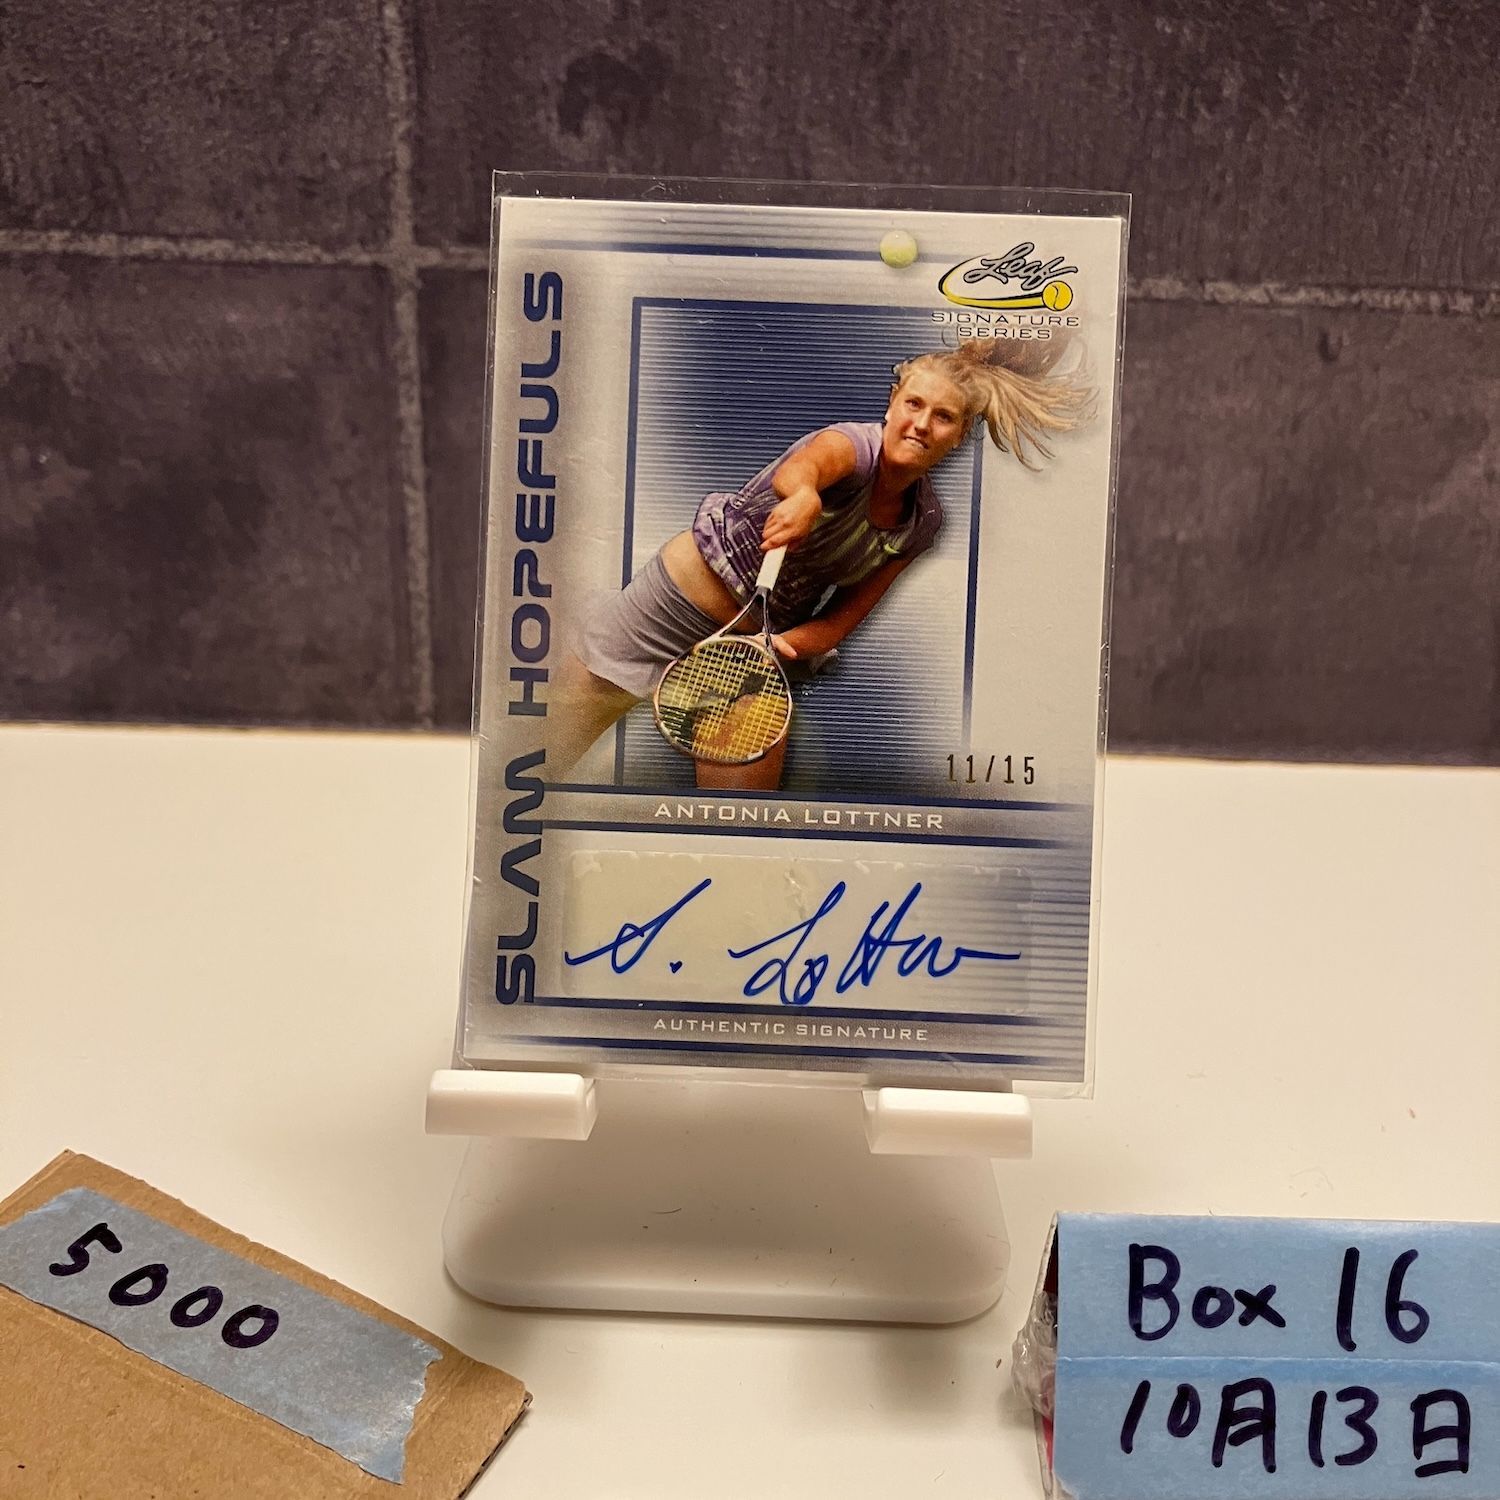 Leaf
SIGNATURE
SERIES
SLAM HOPEFULS
11/15
ANTONIA LOTTNER
A. Lottner
AUTHENTIC SIGNATURE
5000
Box 16
10月13日